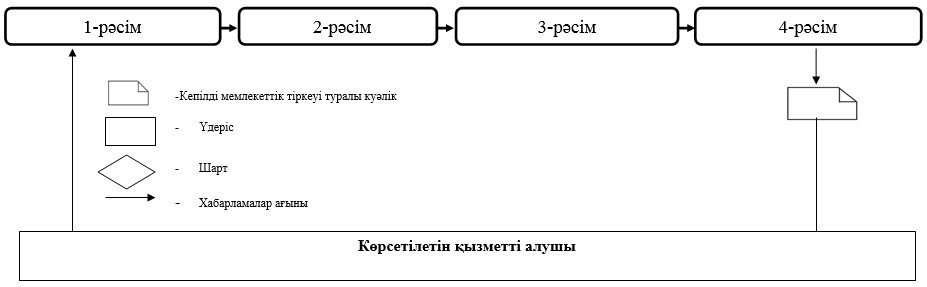 1-рәсім 2-рәсім 3-рәсім 4-рәсім
-Кепілді мемлекеттік тіркеуі туралы куәлік
- Үдеріс
- Шарт
- Хабарламалар ағыны
Көрсетілетін қызметті алушы